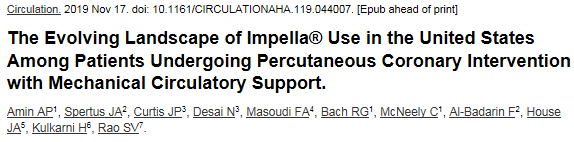 Circulation. 2019 Nov 17. doi: 10.1161/CIRCULATIONAHA.119.044007. [Epub ahead of print]
The Evolving Landscape of Impella® Use in the United States
Among Patients Undergoing Percutaneous Coronary Intervention
with Mechanical Circulatory Support.
Amin AP1, Spertus JA2, Curtis JP3, Desai N3, Masoudi FA4, Bach RG1, McNeely C1, Al-Badarin F2, House
JA5, Kulkarni H6, Rao SV7.